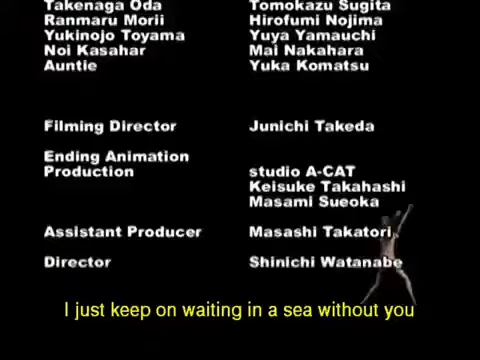 Takenaga Oda Tomokazu Sugita
Ranmaru Morii Hirofumi Nojima
Yukinojo Toyama Yuya Yamauchi
Noi Kasahar Mai Nakahara
Auntie Yuka Komatsu
Filming Director Junichi Takeda
Ending Animation
Production studio A-CAT
Keisuke Takahashi
Masami Sueoka
Assistant Producer Masashi Takatori
Director Shinichi Watanabe
I just keep on waiting in a sea without you